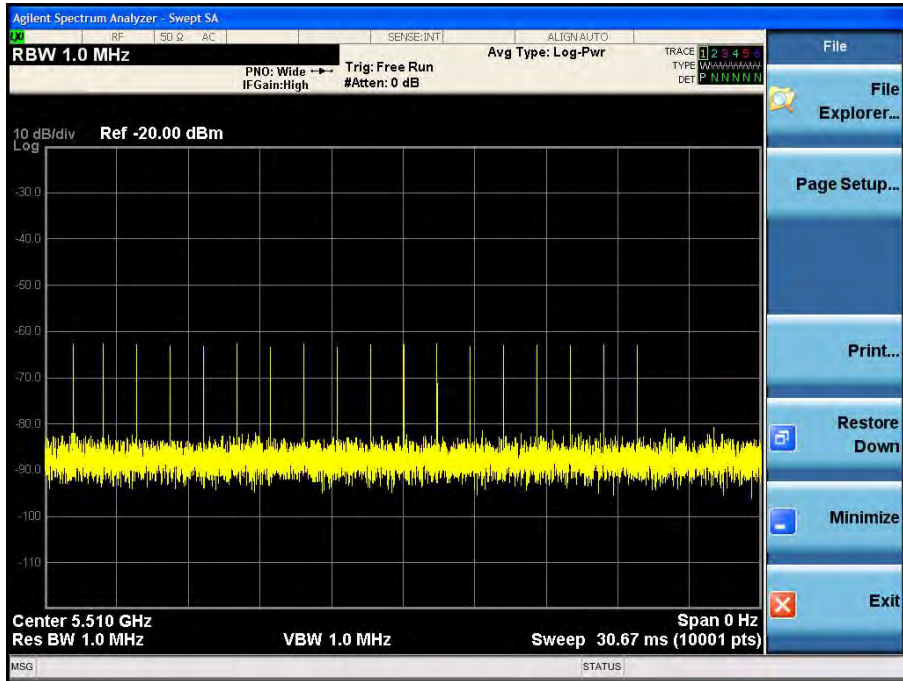 Agilent Spectrum Analyzer - Swept SA
LXI RF 50 Ω AC SENSE:INT ALIGN AUTO
RBW 1.0 MHz
PNO: Wide
IFGain:High
Trig: Free Run
#Atten: 0 dB
Avg Type: Log-Pwr
TRACE 1 2 3 4 5 6
TYPE WWWWWW
DET P N N N N N
10 dB/div Ref -20.00 dBm
Log
-30.0
-40.0
-50.0
-60.0
-70.0
-80.0
-90.0
-100
-110
Center 5.510 GHz Span 0 Hz
Res BW 1.0 MHz VBW 1.0 MHz Sweep 30.67 ms (10001 pts)
MSG STATUS
File
File Explorer...
Page Setup...
Print...
Restore Down
Minimize
Exit